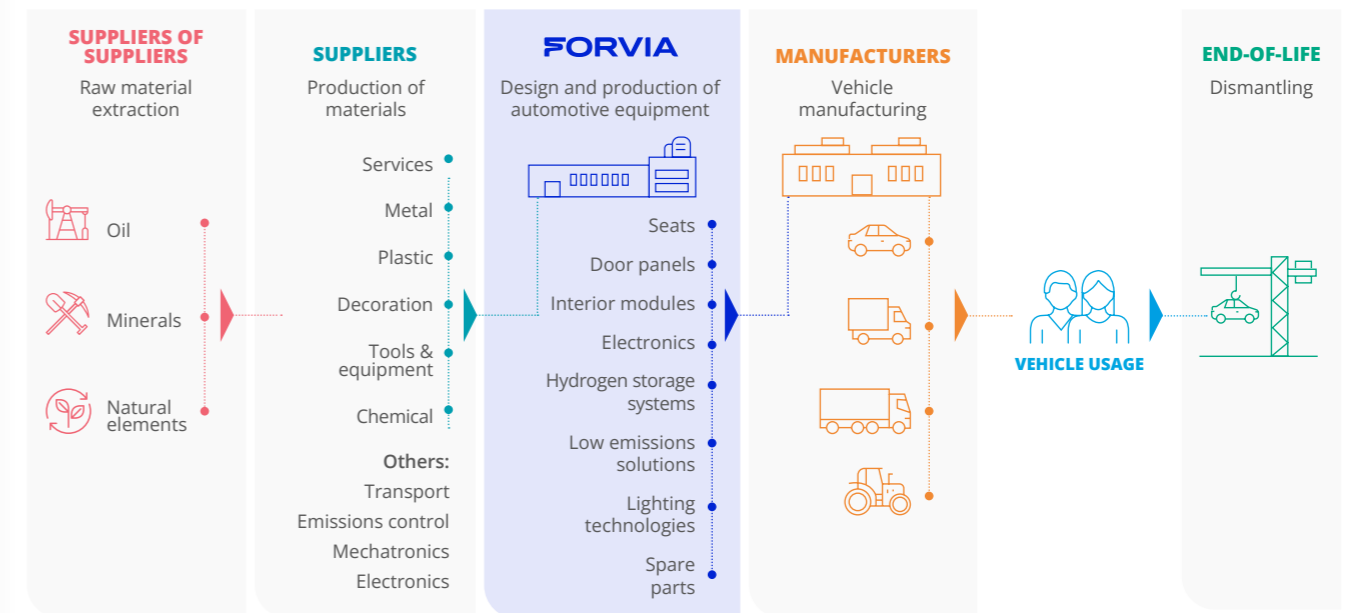 SUPPLIERS OF
SUPPLIERS
Raw material
extraction
Oil
Minerals
Natural
elements
SUPPLIERS
Production of
materials
Services
Metal
Plastic
Decoration
Tools &
equipment
Chemical
Others:
Transport
Emissions control
Mechatronics
Electronics
FORVIA
Design and production of
automotive equipment
Seats
Door panels
Interior modules
Electronics
Hydrogen storage
systems
Low emissions
solutions
Lighting
technologies
Spare
parts
MANUFACTURERS
Vehicle
manufacturing
VEHICLE USAGE
END-OF-LIFE
Dismantling